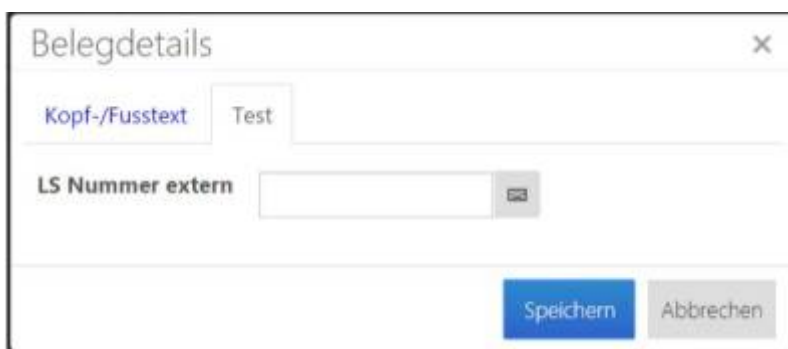 Belegdetails
Kopf-/Fusstext Test
LS Nummer extern
Speichern Abbrechen